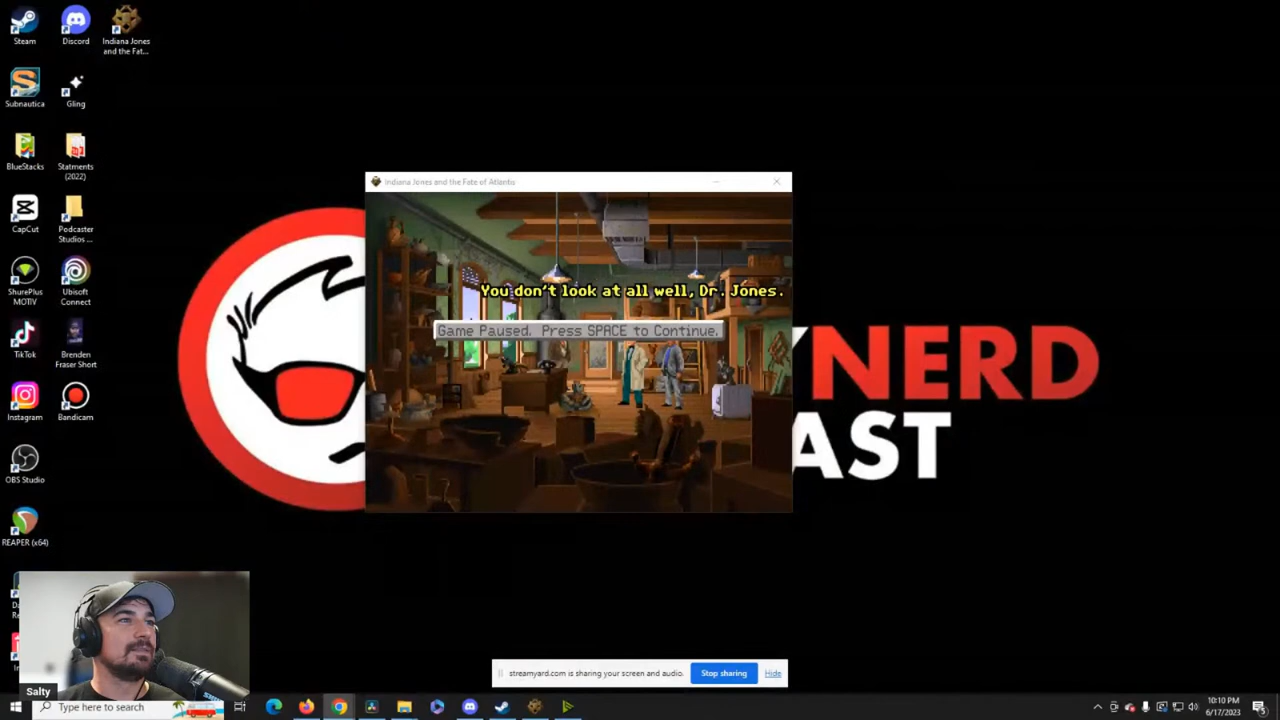 Steam
Discord
Indiana Jones
and the Fat...
Subnautica
Gling
BlueStacks
Statments
(2022)
CapCut
Podcaster
Studios ...
ShurePlus
MOTIV
Ubisoft
Connect
TikTok
Brenden
Fraser Short
Instagram
Bandicam
OBS Studio
REAPER (x64)
Indiana Jones and the Fate of Atlantis
You don't look at all well, Dr. Jones.
Game Paused. Press SPACE to Continue.
YNERD
AST
streamyard.com is sharing your screen and audio.
Stop sharing
Hide
Salty
Type here to search
10:10 PM
6/17/2023